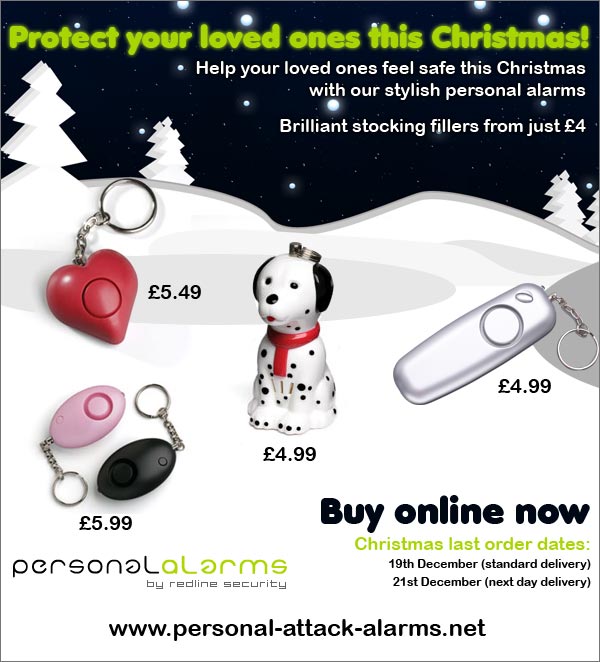 Protect your loved ones this Christmas!
Help your loved ones feel safe this Christmas
with our stylish personal alarms
Brilliant stocking fillers from just £4
£5.49
£4.99
£4.99
£5.99
Buy online now
Christmas last order dates:
19th December (standard delivery)
21st December (next day delivery)
personalalarms
by redline security
www.personal-attack-alarms.net